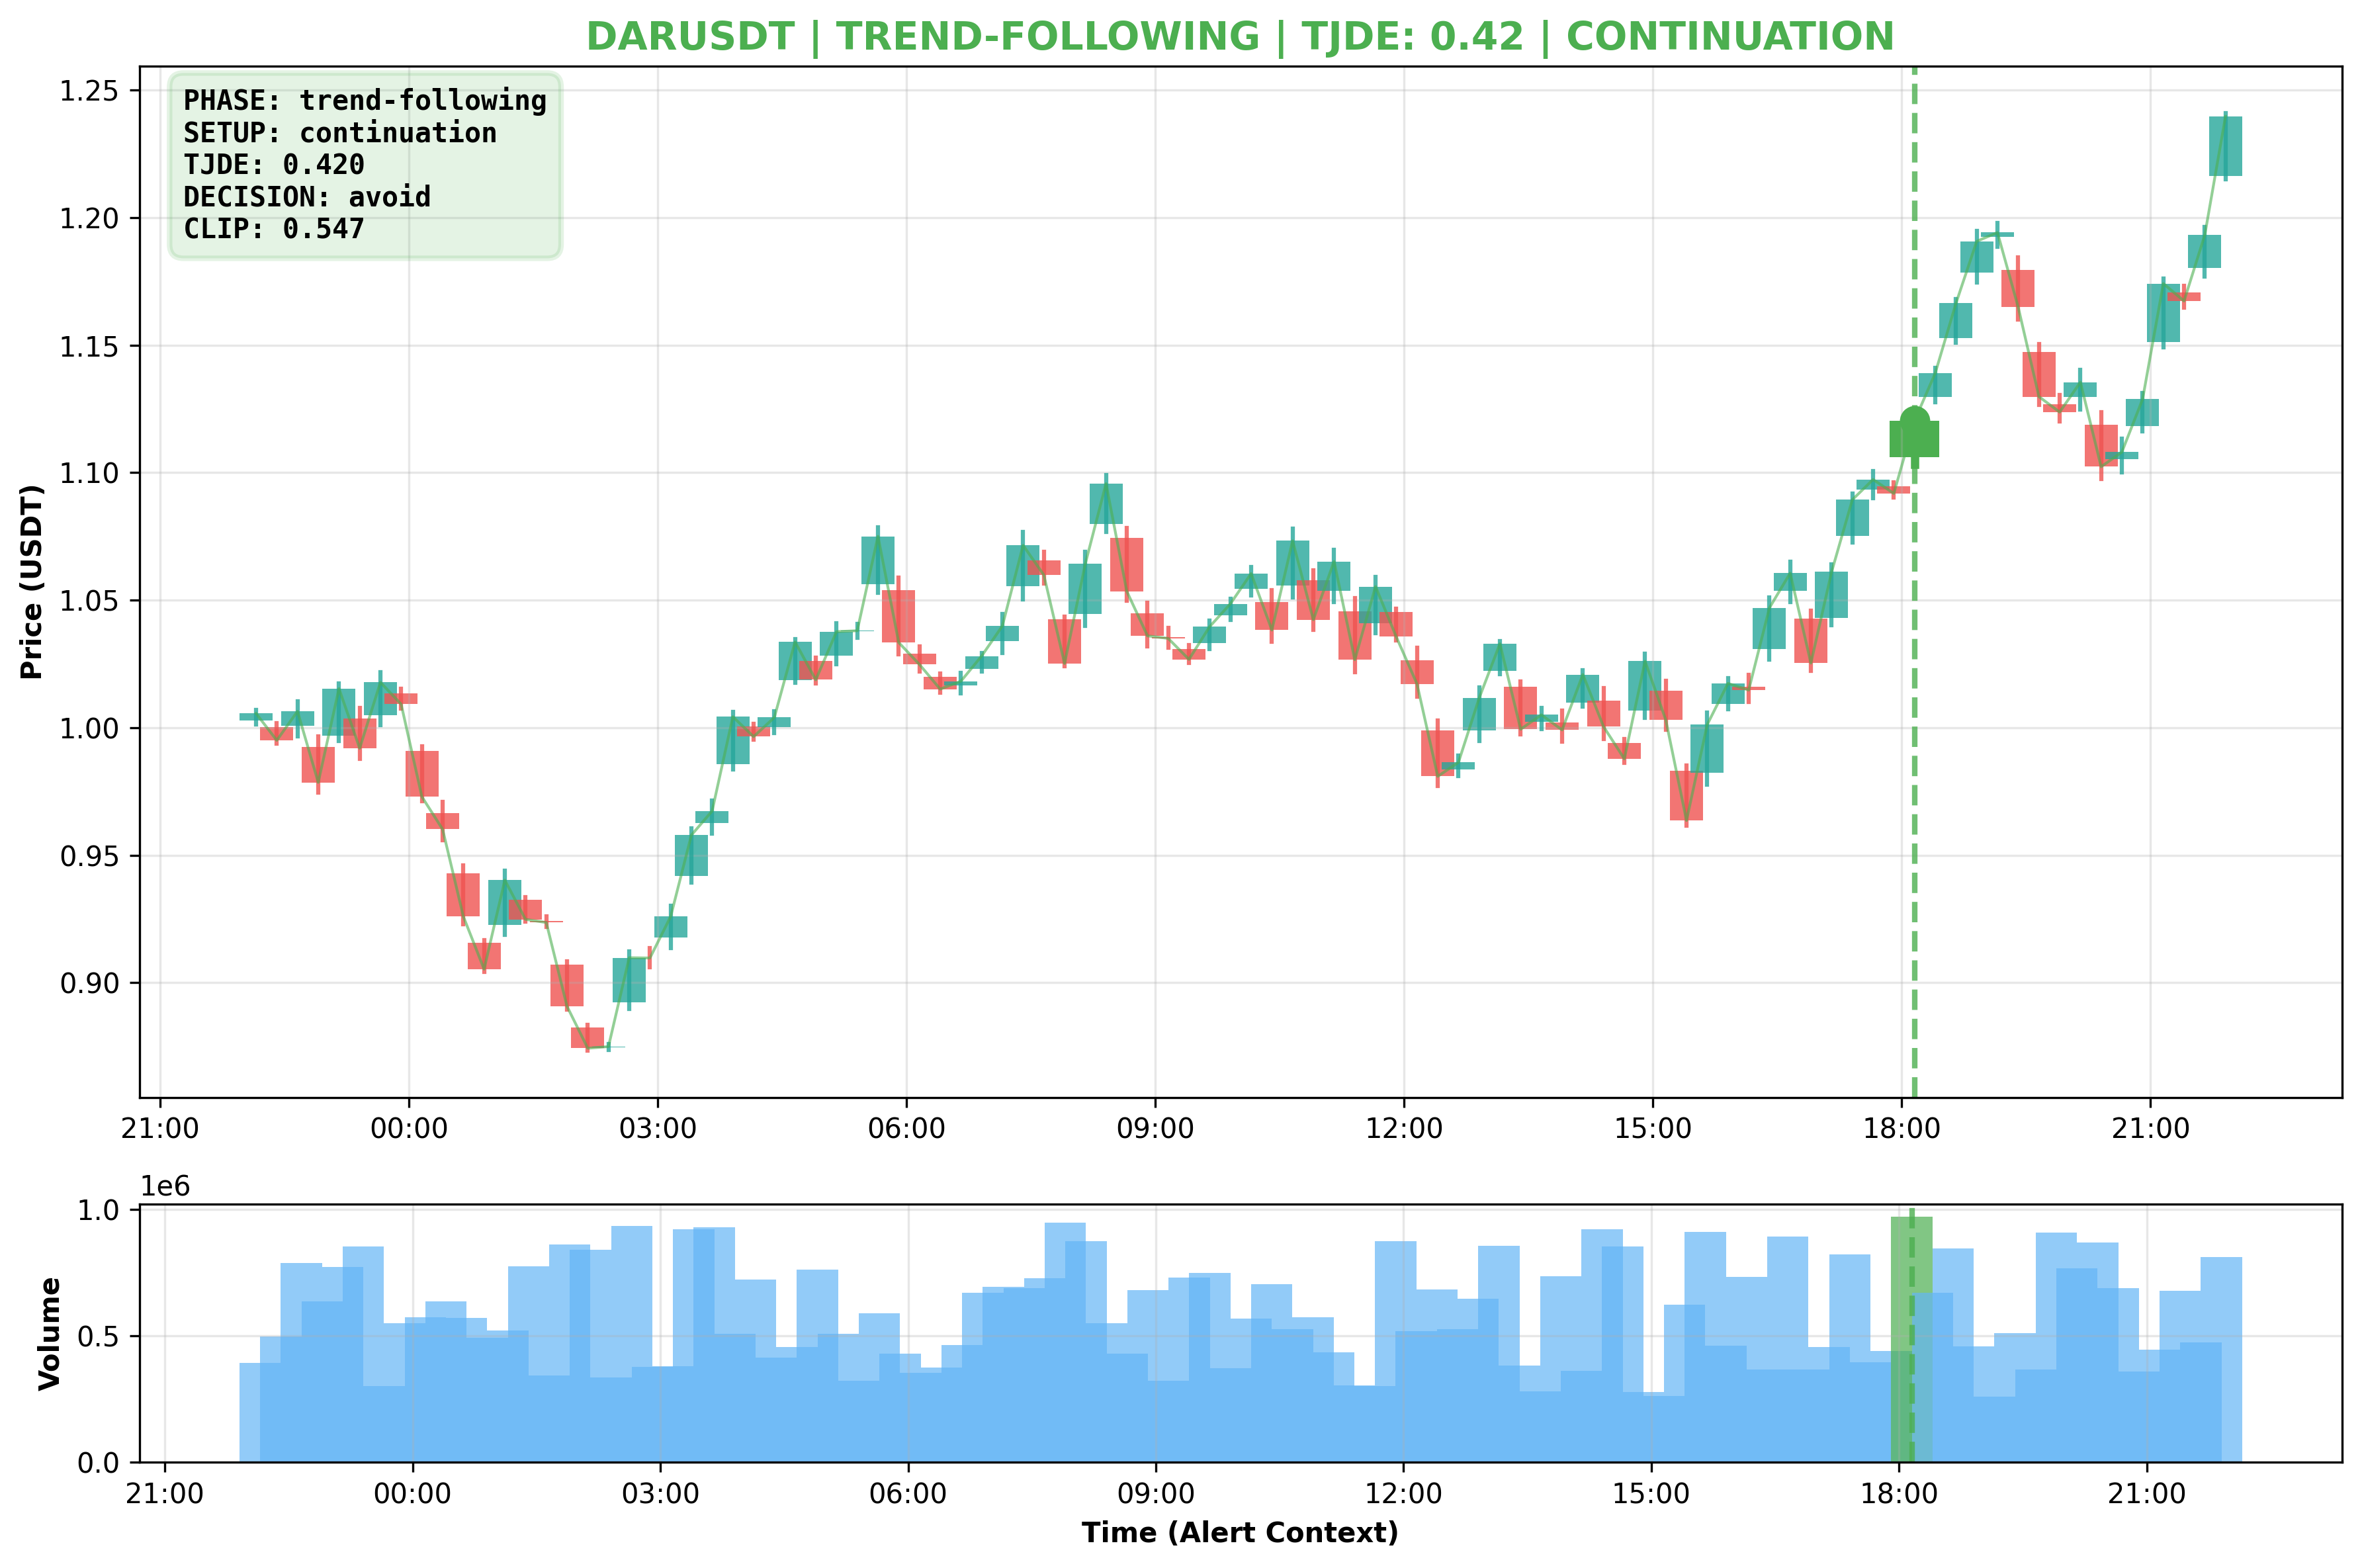 DARUSDT | TREND-FOLLOWING | TJDE: 0.42 | CONTINUATION
PHASE: trend-following
SETUP: continuation
TJDE: 0.420
DECISION: avoid
CLIP: 0.547
Price (USDT)
1.25
1.20
1.15
1.10
1.05
1.00
0.95
0.90
21:00 00:00 03:00 06:00 09:00 12:00 15:00 18:00 21:00
1e6
Volume
1.0
0.5
0.0
21:00 00:00 03:00 06:00 09:00 12:00 15:00 18:00 21:00
Time (Alert Context)